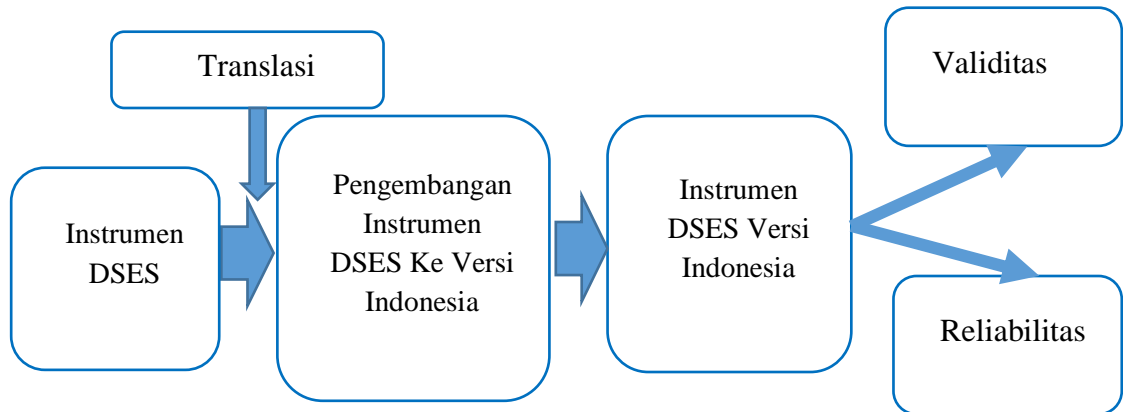 Translasi
Instrumen
DSES
Pengembangan
Instrumen
DSES Ke Versi
Indonesia
Instrumen
DSES Versi
Indonesia
Validitas
Reliabilitas